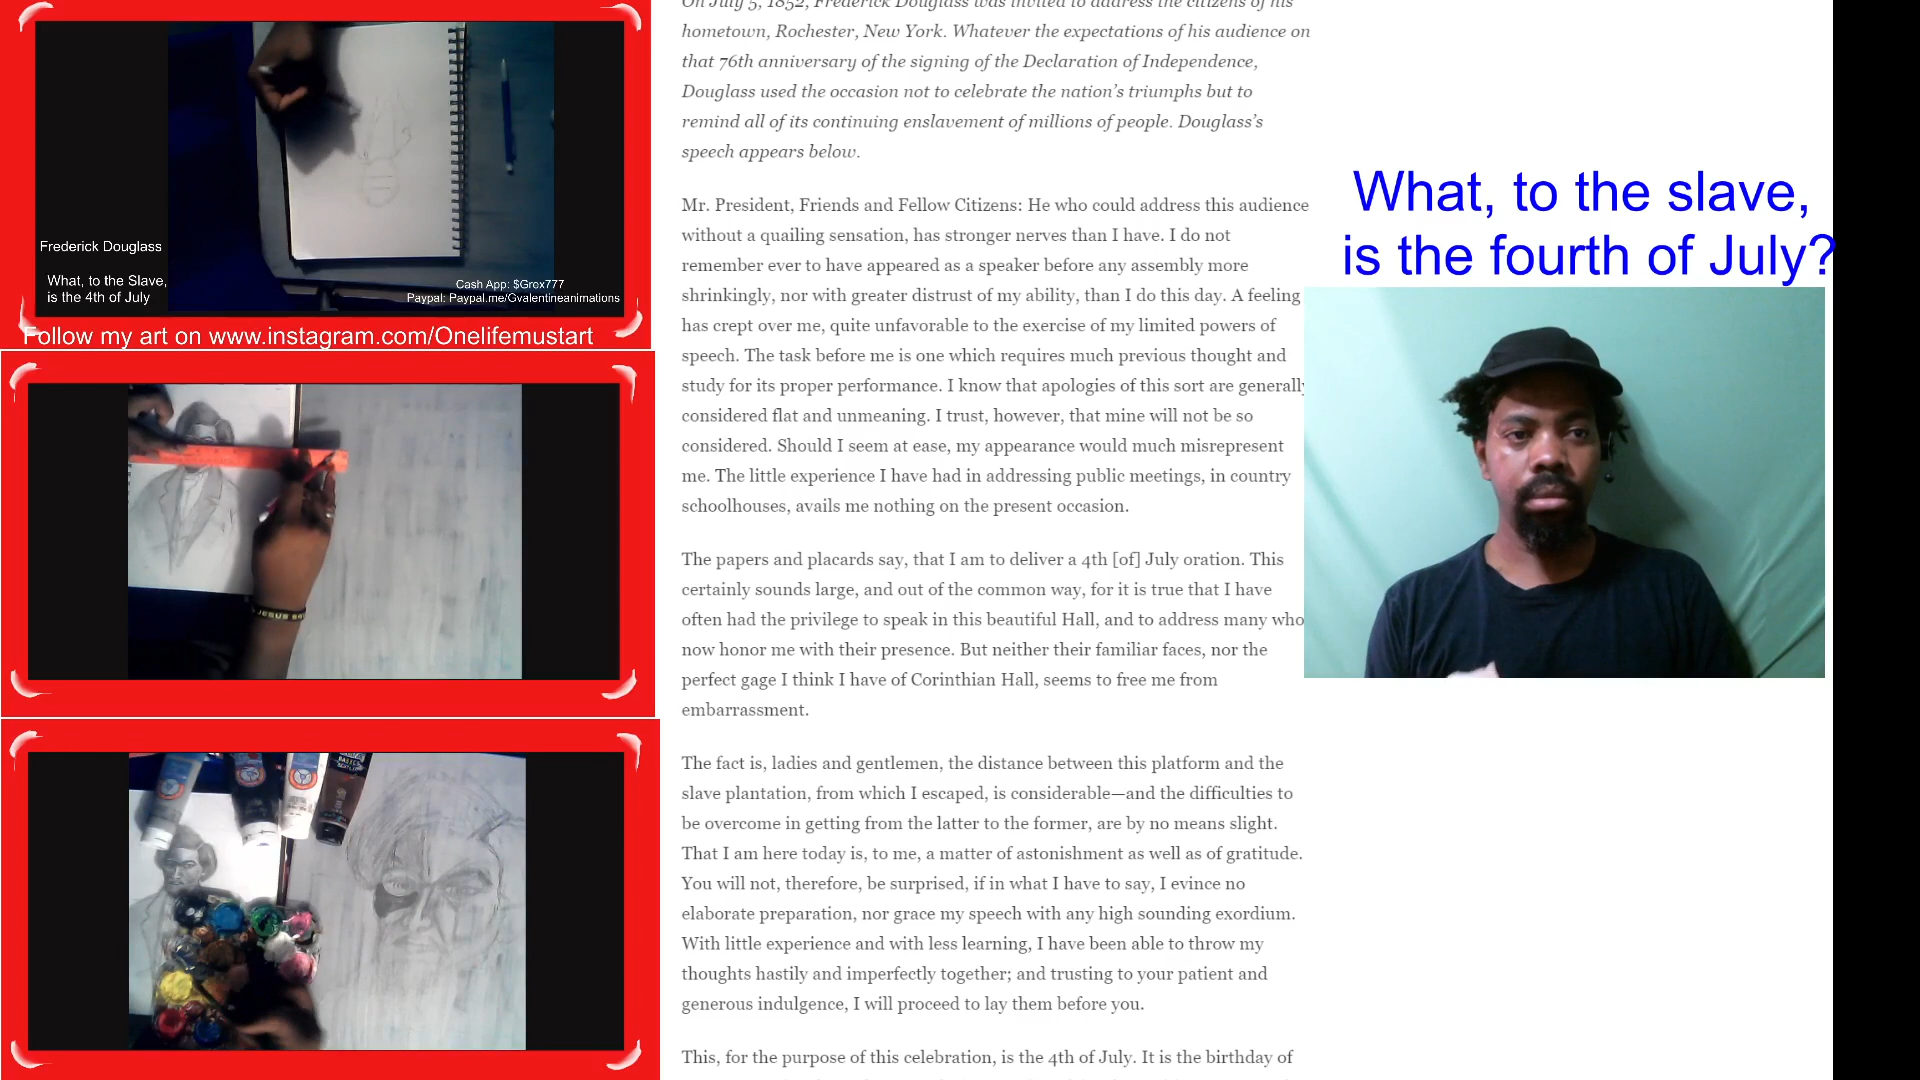 Frederick Douglass
What, to the Slave,
is the 4th of July
Cash App: $Grox777
Paypal: Paypal.me/Gvalentineanimations
Follow my art on www.instagram.com/Onelifemustart
JESUS
BASICS
On July 5, 1852, Frederick Douglass was invited to address the citizens of his
hometown, Rochester, New York. Whatever the expectations of his audience on
that 76th anniversary of the signing of the Declaration of Independence,
Douglass used the occasion not to celebrate the nation’s triumphs but to
remind all of its continuing enslavement of millions of people. Douglass’s
speech appears below.
Mr. President, Friends and Fellow Citizens: He who could address this audience
without a quailing sensation, has stronger nerves than I have. I do not
remember ever to have appeared as a speaker before any assembly more
shrinkingly, nor with greater distrust of my ability, than I do this day. A feeling
has crept over me, quite unfavorable to the exercise of my limited powers of
speech. The task before me is one which requires much previous thought and
study for its proper performance. I know that apologies of this sort are generally
considered flat and unmeaning. I trust, however, that mine will not be so
considered. Should I seem at ease, my appearance would much misrepresent
me. The little experience I have had in addressing public meetings, in country
schoolhouses, avails me nothing on the present occasion.
The papers and placards say, that I am to deliver a 4th [of] July oration. This
certainly sounds large, and out of the common way, for it is true that I have
often had the privilege to speak in this beautiful Hall, and to address many who
now honor me with their presence. But neither their familiar faces, nor the
perfect gage I think I have of Corinthian Hall, seems to free me from
embarrassment.
The fact is, ladies and gentlemen, the distance between this platform and the
slave plantation, from which I escaped, is considerable—and the difficulties to
be overcome in getting from the latter to the former, are by no means slight.
That I am here today is, to me, a matter of astonishment as well as of gratitude.
You will not, therefore, be surprised, if in what I have to say, I evince no
elaborate preparation, nor grace my speech with any high sounding exordium.
With little experience and with less learning, I have been able to throw my
thoughts hastily and imperfectly together; and trusting to your patient and
generous indulgence, I will proceed to lay them before you.
This, for the purpose of this celebration, is the 4th of July. It is the birthday of
What, to the slave,
is the fourth of July?